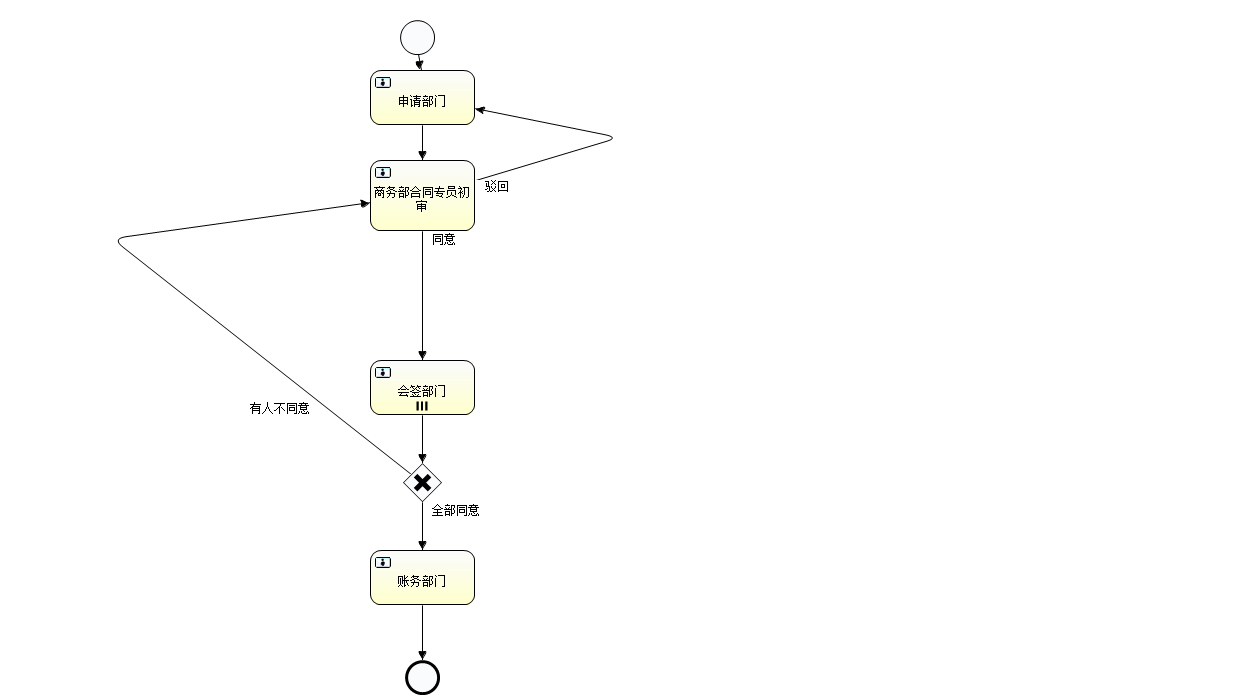 申请部门
商务部合同专员初
审
驳回
同意
会签部门
有人不同意
全部同意
账务部门